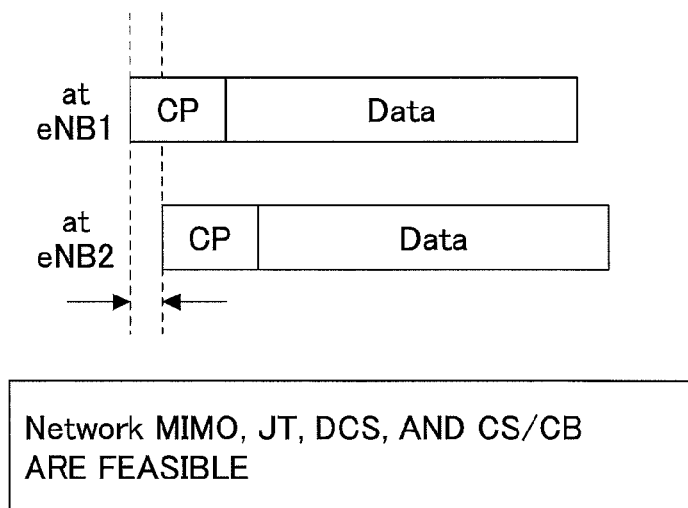 at
eNB1
CP
Data
at
eNB2
CP
Data
Network MIMO, JT, DCS, AND CS/CB
ARE FEASIBLE